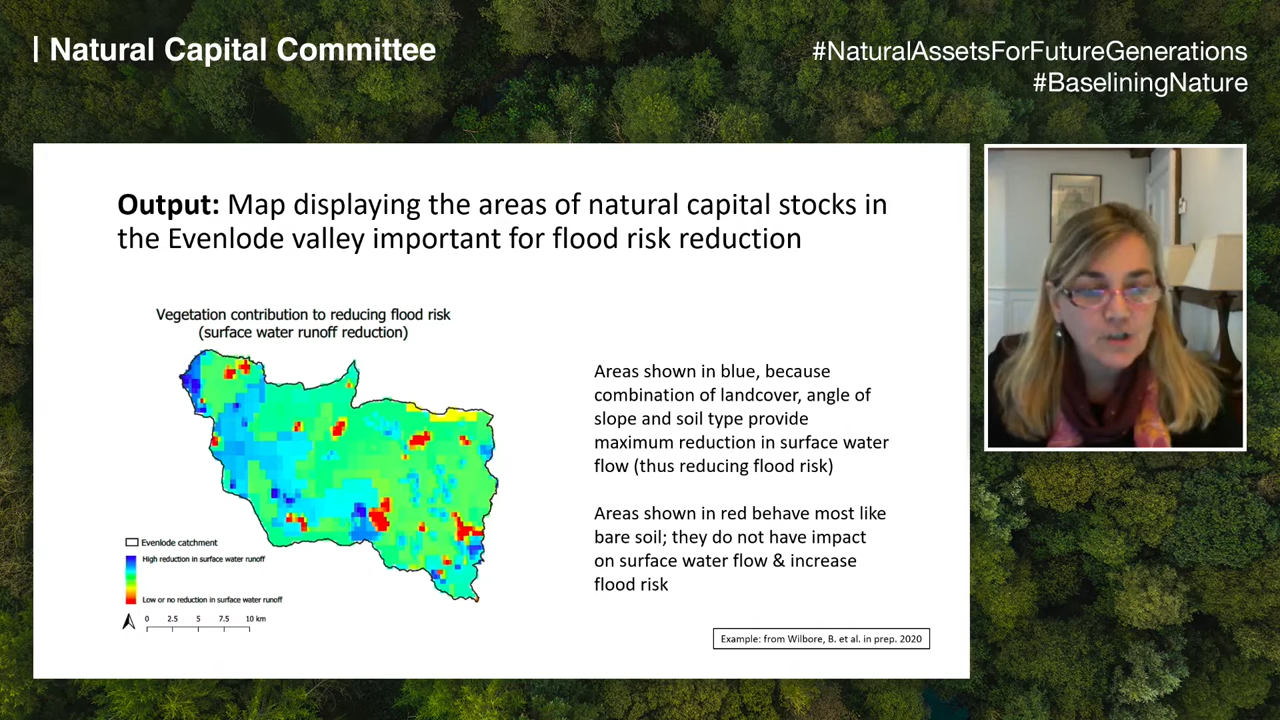 | Natural Capital Committee
#NaturalAssetsForFutureGenerations
#BaseliningNature
Output: Map displaying the areas of natural capital stocks in
the Evenlode valley important for flood risk reduction
Vegetation contribution to reducing flood risk
(surface water runoff reduction)
Evenlode catchment
High reduction in surface water runoff
Low or no reduction in surface water runoff
0 2.5 5 7.5 10 km
Areas shown in blue, because
combination of landcover, angle of
slope and soil type provide
maximum reduction in surface water
flow (thus reducing flood risk)
Areas shown in red behave most like
bare soil; they do not have impact
on surface water flow & increase
flood risk
Example: from Wilbore, B. et al. in prep. 2020